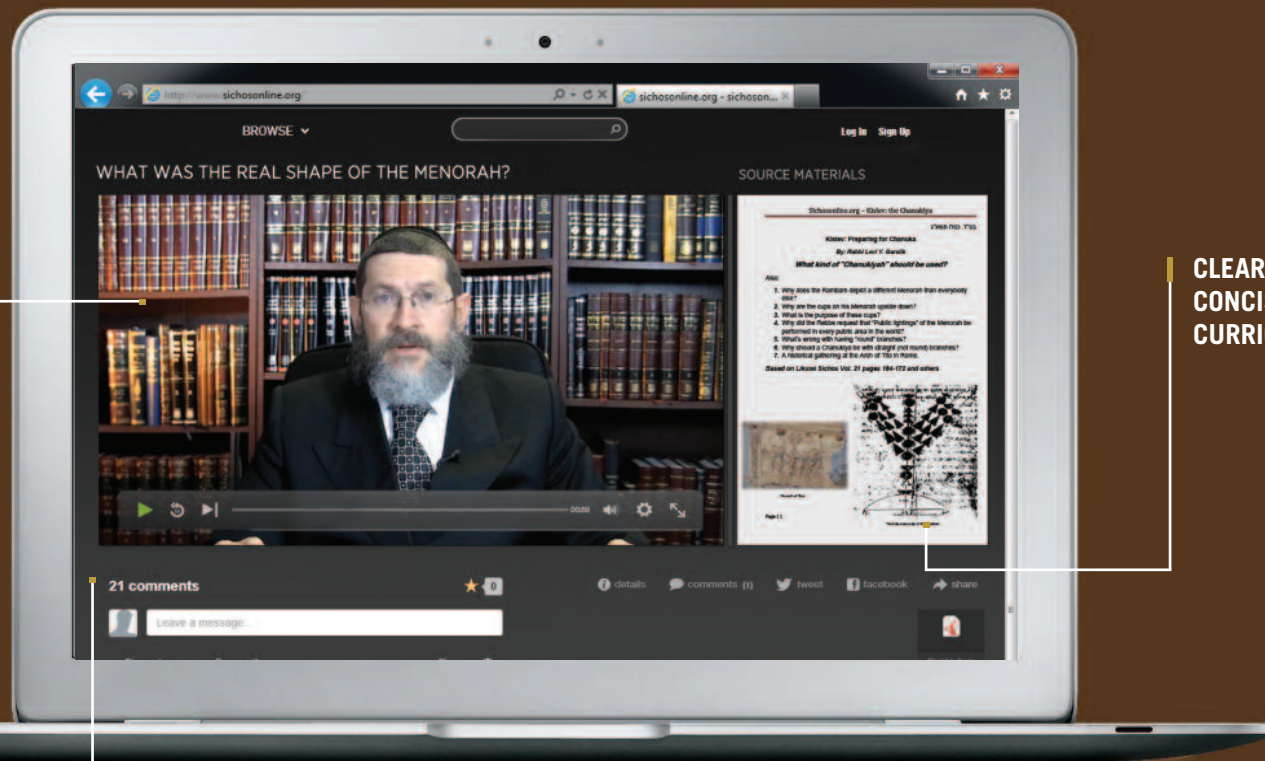 http://www.sichosonline.org
sichosonline.org - sichoson...
BROWSE
Log In Sign Up
WHAT WAS THE REAL SHAPE OF THE MENORAH?
SOURCE MATERIALS
Sichosonline.org – Kislev: the Chanukiya
Kislev: Preparing for Chanuka
By: Rabbi Levi Y. Garelik
What kind of "Chanukiyah" should be used?
Also:
1. Why does the Rambam depict a different Menorah than everybody
else?
2. Why are the cups on his Menorah upside down?
3. What is the purpose of these cups?
4. Why did the Rebbe request that "Public lightings" of the Menorah be
performed in every public area in the world?
5. What's wrong with having "round" branches?
6. Why should a Chanukiya be with straight (not round) branches?
7. A historical gathering at the Arch of Tito in Rome.
Based on Likutei Sichos Vol. 21 pages 164-172 and others
Page | 1
00:00
21 comments
0
details comments (1) tweet facebook share
Leave a message...
CLEAR
CONCI
CURRI